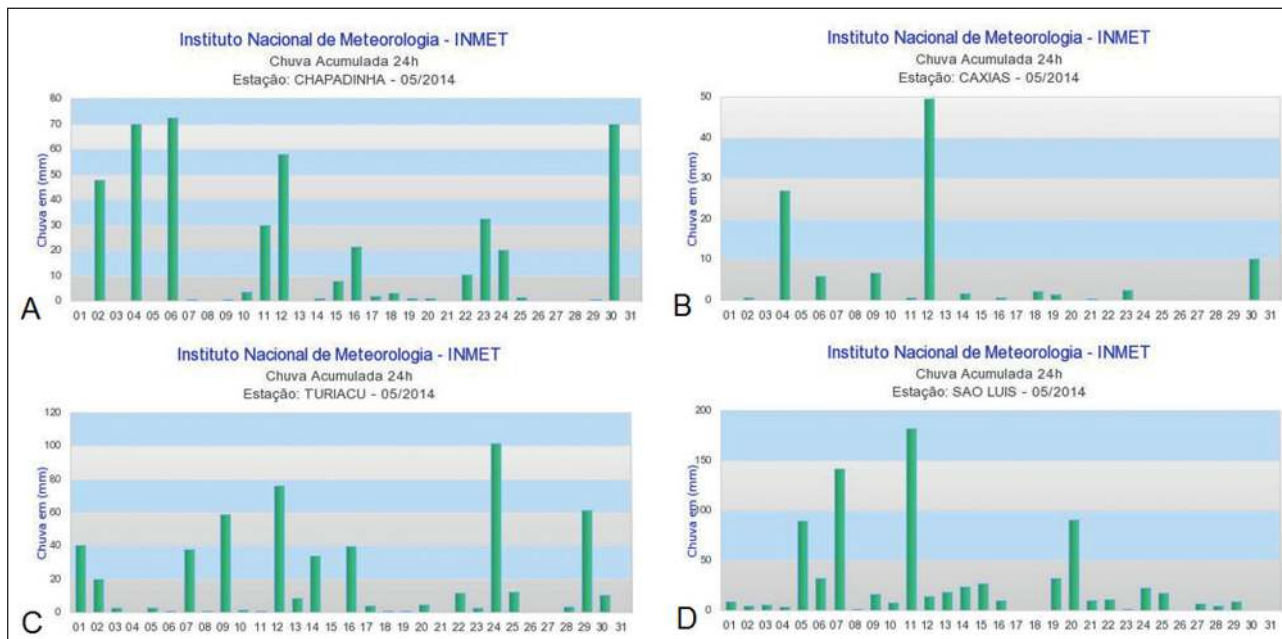 Instituto Nacional de Meteorologia - INMET
Chuva Acumulada 24h
Estação: CHAPADINHA - 05/2014
Chuva em (mm)
80
70
60
50
40
30
20
10
0
01 02 03 04 05 06 07 08 09 10 11 12 13 14 15 16 17 18 19 20 21 22 23 24 25 26 27 28 29 30 31
A
Instituto Nacional de Meteorologia - INMET
Chuva Acumulada 24h
Estação: CAXIAS - 05/2014
Chuva em (mm)
50
40
30
20
10
0
01 02 03 04 05 06 07 08 09 10 11 12 13 14 15 16 17 18 19 20 21 22 23 24 25 26 27 28 29 30 31
B
Instituto Nacional de Meteorologia - INMET
Chuva Acumulada 24h
Estação: TURIACU - 05/2014
Chuva em (mm)
120
100
80
60
40
20
0
01 02 03 04 05 06 07 08 09 10 11 12 13 14 15 16 17 18 19 20 21 22 23 24 25 26 27 28 29 30 31
C
Instituto Nacional de Meteorologia - INMET
Chuva Acumulada 24h
Estação: SAO LUIS - 05/2014
Chuva em (mm)
200
150
100
50
0
01 02 03 04 05 06 07 08 09 10 11 12 13 14 15 16 17 18 19 20 21 22 23 24 25 26 27 28 29 30 31
D